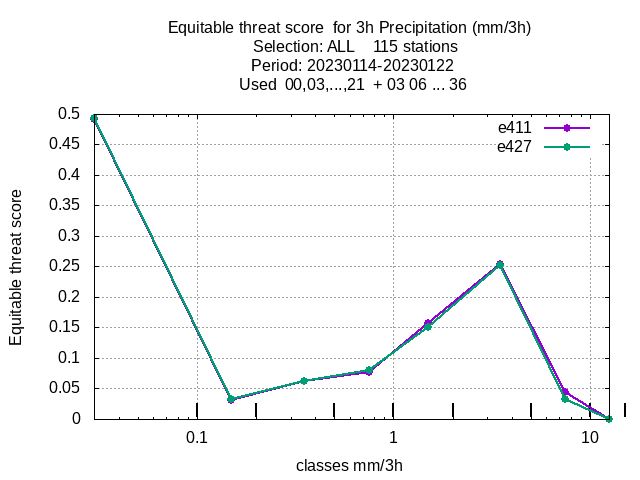 Equitable threat score  for 3h Precipitation (mm/3h)
Selection: ALL    115 stations
Period: 20230114-20230122
Used  00,03,...,21  + 03 06 ... 36
e411
e427
0.5
0.45
0.4
0.35
0.3
0.25
0.2
0.15
0.1
0.05
0
Equitable threat score
0.1 1 10
classes mm/3h